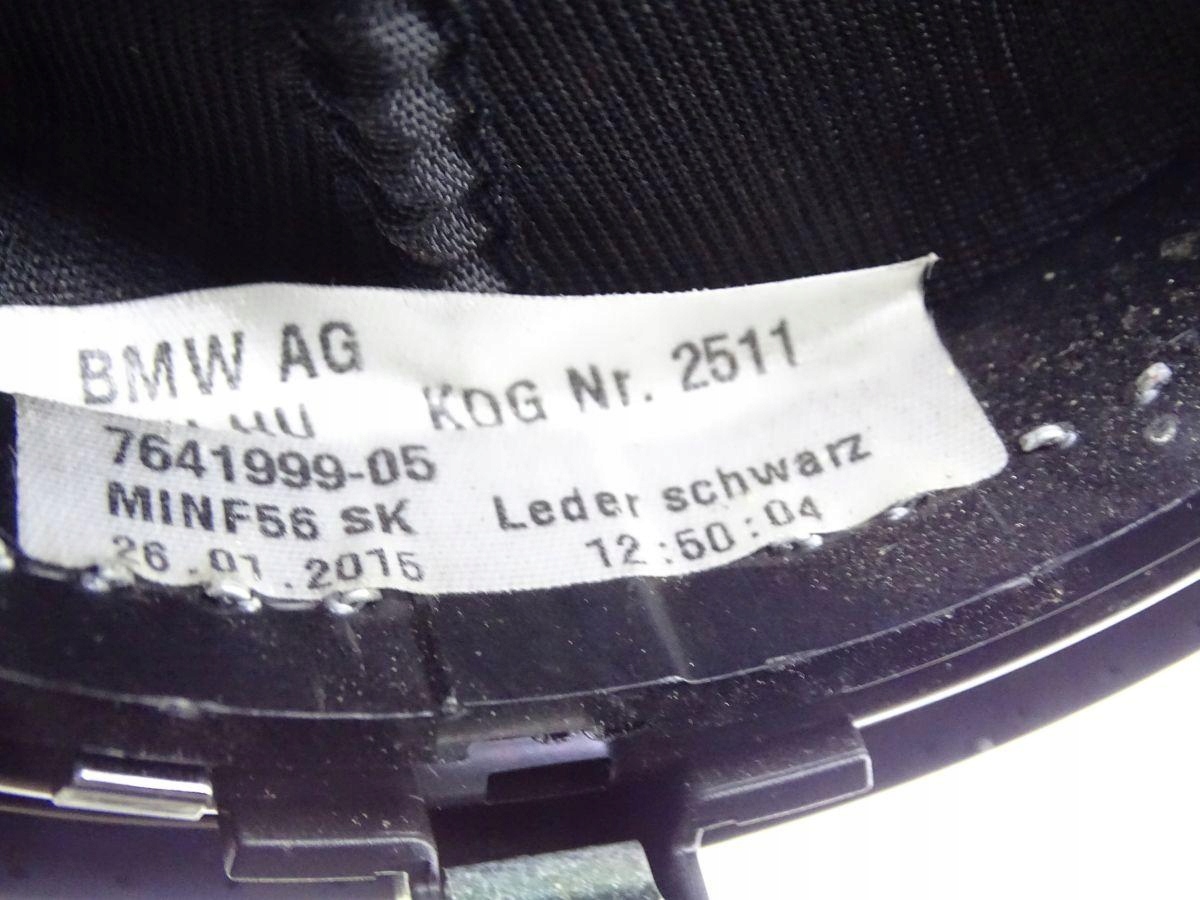 BMW AG KDG Nr. 2511
7641999-05
MINF56 SK Leder schwarz
26.01.2015 12:50:04